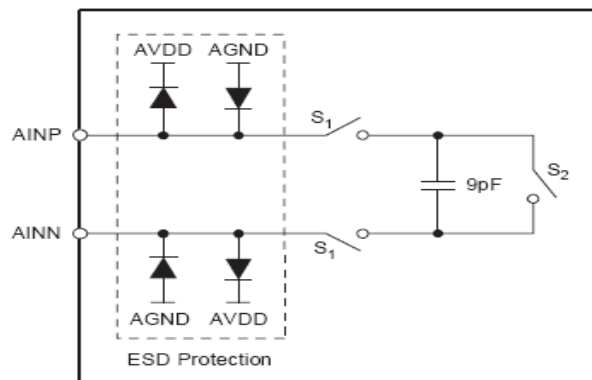 AVDD AGND
AINP
S1
9pF
S2
AINN
S1
AGND AVDD
ESD Protection